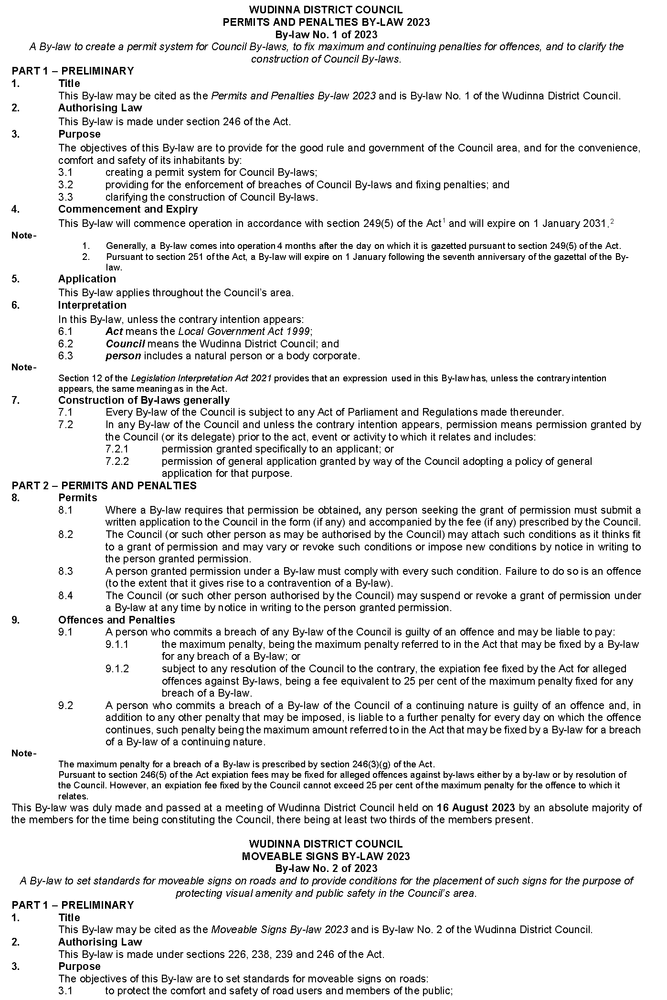 WUDINNA DISTRICT COUNCIL
PERMITS AND PENALTIES BY-LAW 2023
By-law No. 1 of 2023
A By-law to create a permit system for Council By-laws, to fix maximum and continuing penalties for offences, and to clarify the
construction of Council By-laws.
PART 1 – PRELIMINARY
1. Title
This By-law may be cited as the Permits and Penalties By-law 2023 and is By-law No. 1 of the Wudinna District Council.
2. Authorising Law
This By-law is made under section 246 of the Act.
3. Purpose
The objectives of this By-law are to provide for the good rule and government of the Council area, and for the convenience,
comfort and safety of its inhabitants by:
3.1 creating a permit system for Council By-laws;
3.2 providing for the enforcement of breaches of Council By-laws and fixing penalties; and
3.3 clarifying the construction of Council By-laws.
4. Commencement and Expiry
This By-law will commence operation in accordance with section 249(5) of the Act1 and will expire on 1 January 2031.2
Note-
1. Generally, a By-law comes into operation 4 months after the day on which it is gazetted pursuant to section 249(5) of the Act.
2. Pursuant to section 251 of the Act, a By-law will expire on 1 January following the seventh anniversary of the gazettal of the By-
law.
5. Application
This By-law applies throughout the Council's area.
6. Interpretation
In this By-law, unless the contrary intention appears:
6.1 Act means the Local Government Act 1999;
6.2 Council means the Wudinna District Council; and
6.3 person includes a natural person or a body corporate.
Note-
Section 12 of the Legislation Interpretation Act 2021 provides that an expression used in this By-law has, unless the contrary intention
appears, the same meaning as in the Act.
7. Construction of By-laws generally
7.1 Every By-law of the Council is subject to any Act of Parliament and Regulations made thereunder.
7.2 In any By-law of the Council and unless the contrary intention appears, permission means permission granted by
the Council (or its delegate) prior to the act, event or activity to which it relates and includes:
7.2.1 permission granted specifically to an applicant; or
7.2.2 permission of general application granted by way of the Council adopting a policy of general
application for that purpose.
PART 2 – PERMITS AND PENALTIES
8. Permits
8.1 Where a By-law requires that permission be obtained, any person seeking the grant of permission must submit a
written application to the Council in the form (if any) and accompanied by the fee (if any) prescribed by the Council.
8.2 The Council (or such other person as may be authorised by the Council) may attach such conditions as it thinks fit
to a grant of permission and may vary or revoke such conditions or impose new conditions by notice in writing to
the person granted permission.
8.3 A person granted permission under a By-law must comply with every such condition. Failure to do so is an offence
(to the extent that it gives rise to a contravention of a By-law).
8.4 The Council (or such other person authorised by the Council) may suspend or revoke a grant of permission under
a By-law at any time by notice in writing to the person granted permission.
9. Offences and Penalties
9.1 A person who commits a breach of any By-law of the Council is guilty of an offence and may be liable to pay:
9.1.1 the maximum penalty, being the maximum penalty referred to in the Act that may be fixed by a By-law
for any breach of a By-law; or
9.1.2 subject to any resolution of the Council to the contrary, the expiation fee fixed by the Act for alleged
offences against By-laws, being a fee equivalent to 25 per cent of the maximum penalty fixed for any
breach of a By-law.
9.2 A person who commits a breach of a By-law of the Council of a continuing nature is guilty of an offence and, in
addition to any other penalty that may be imposed, is liable to a further penalty for every day on which the offence
continues, such penalty being the maximum amount referred to in the Act that may be fixed by a By-law for a breach
of a By-law of a continuing nature.
Note-
The maximum penalty for a breach of a By-law is prescribed by section 246(3)(g) of the Act.
Pursuant to section 246(5) of the Act expiation fees may be fixed for alleged offences against by-laws either by a by-law or by resolution of
the Council. However, an expiation fee fixed by the Council cannot exceed 25 per cent of the maximum penalty for the offence to which it
relates.
This By-law was duly made and passed at a meeting of Wudinna District Council held on 16 August 2023 by an absolute majority of
the members for the time being constituting the Council, there being at least two thirds of the members present.
WUDINNA DISTRICT COUNCIL
MOVEABLE SIGNS BY-LAW 2023
By-law No. 2 of 2023
A By-law to set standards for moveable signs on roads and to provide conditions for the placement of such signs for the purpose of
protecting visual amenity and public safety in the Council's area.
PART 1 – PRELIMINARY
1. Title
This By-law may be cited as the Moveable Signs By-law 2023 and is By-law No. 2 of the Wudinna District Council.
2. Authorising Law
This By-law is made under sections 226, 238, 239 and 246 of the Act.
3. Purpose
The objectives of this By-law are to set standards for moveable signs on roads:
3.1 to protect the comfort and safety of road users and members of the public;